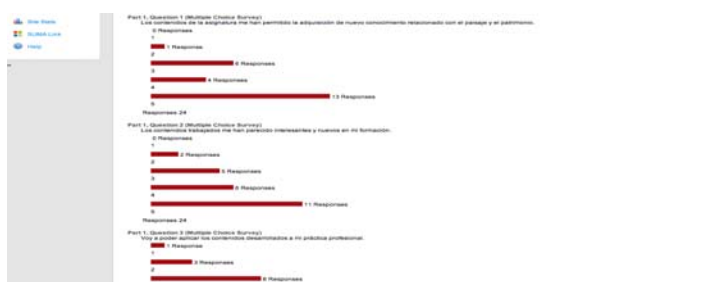 Site Stats
SUMA Link
Help
Part 1, Question 1 (Multiple Choice Survey)
Los contenidos de la asignatura me han permitido la adquisición de nuevo conocimiento relacionado con el paisaje y el patrimonio.
0 Responses
1
1 Response
2
6 Responses
3
4 Responses
4
13 Responses
5
Responses 24
Part 1, Question 2 (Multiple Choice Survey)
Los contenidos trabajados me han parecido interesantes y nuevos en mi formación.
0 Responses
1
2 Responses
2
5 Responses
3
6 Responses
4
11 Responses
5
Responses 24
Part 1, Question 3 (Multiple Choice Survey)
Voy a poder aplicar los contenidos desarrollados a mi práctica profesional.
1 Response
1
3 Responses
2
8 Responses